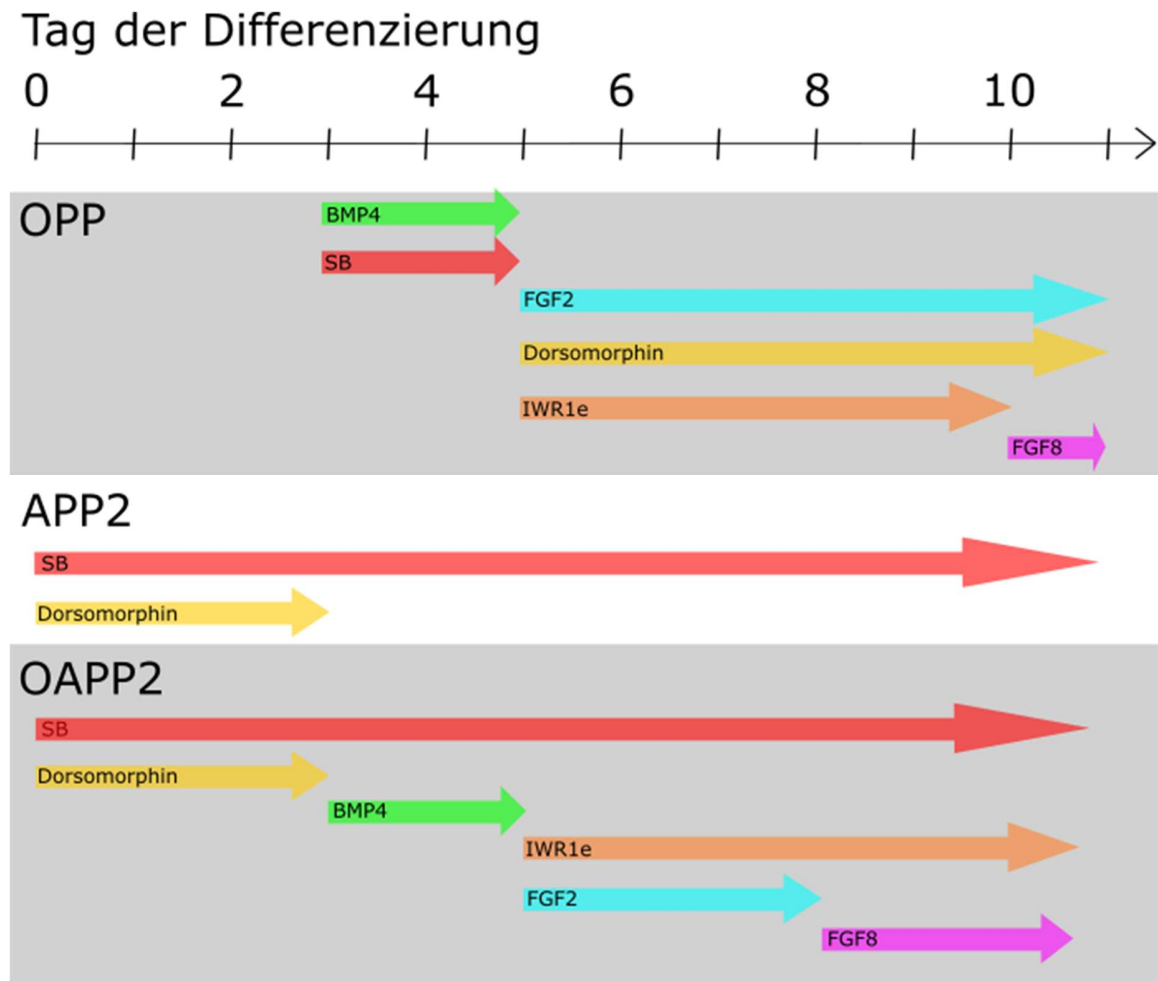 Tag der Differenzierung
0 2 4 6 8 10
OPP
BMP4
SB
FGF2
Dorsomorphin
IWR1e
FGF8
APP2
SB
Dorsomorphin
OAPP2
SB
Dorsomorphin
BMP4
IWR1e
FGF2
FGF8